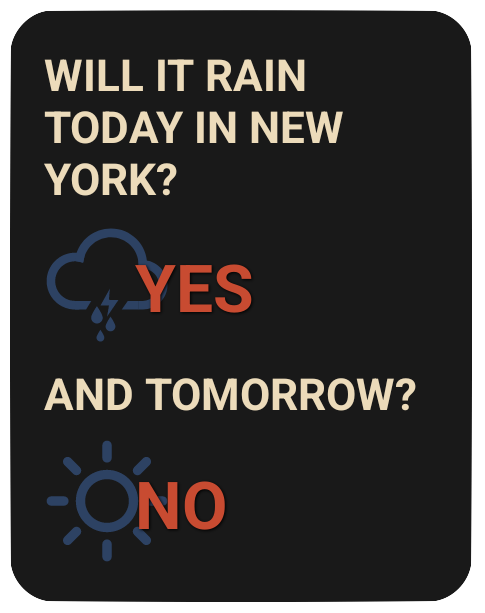 WILL IT RAIN
TODAY IN NEW
YORK?
YES
AND TOMORROW?
NO